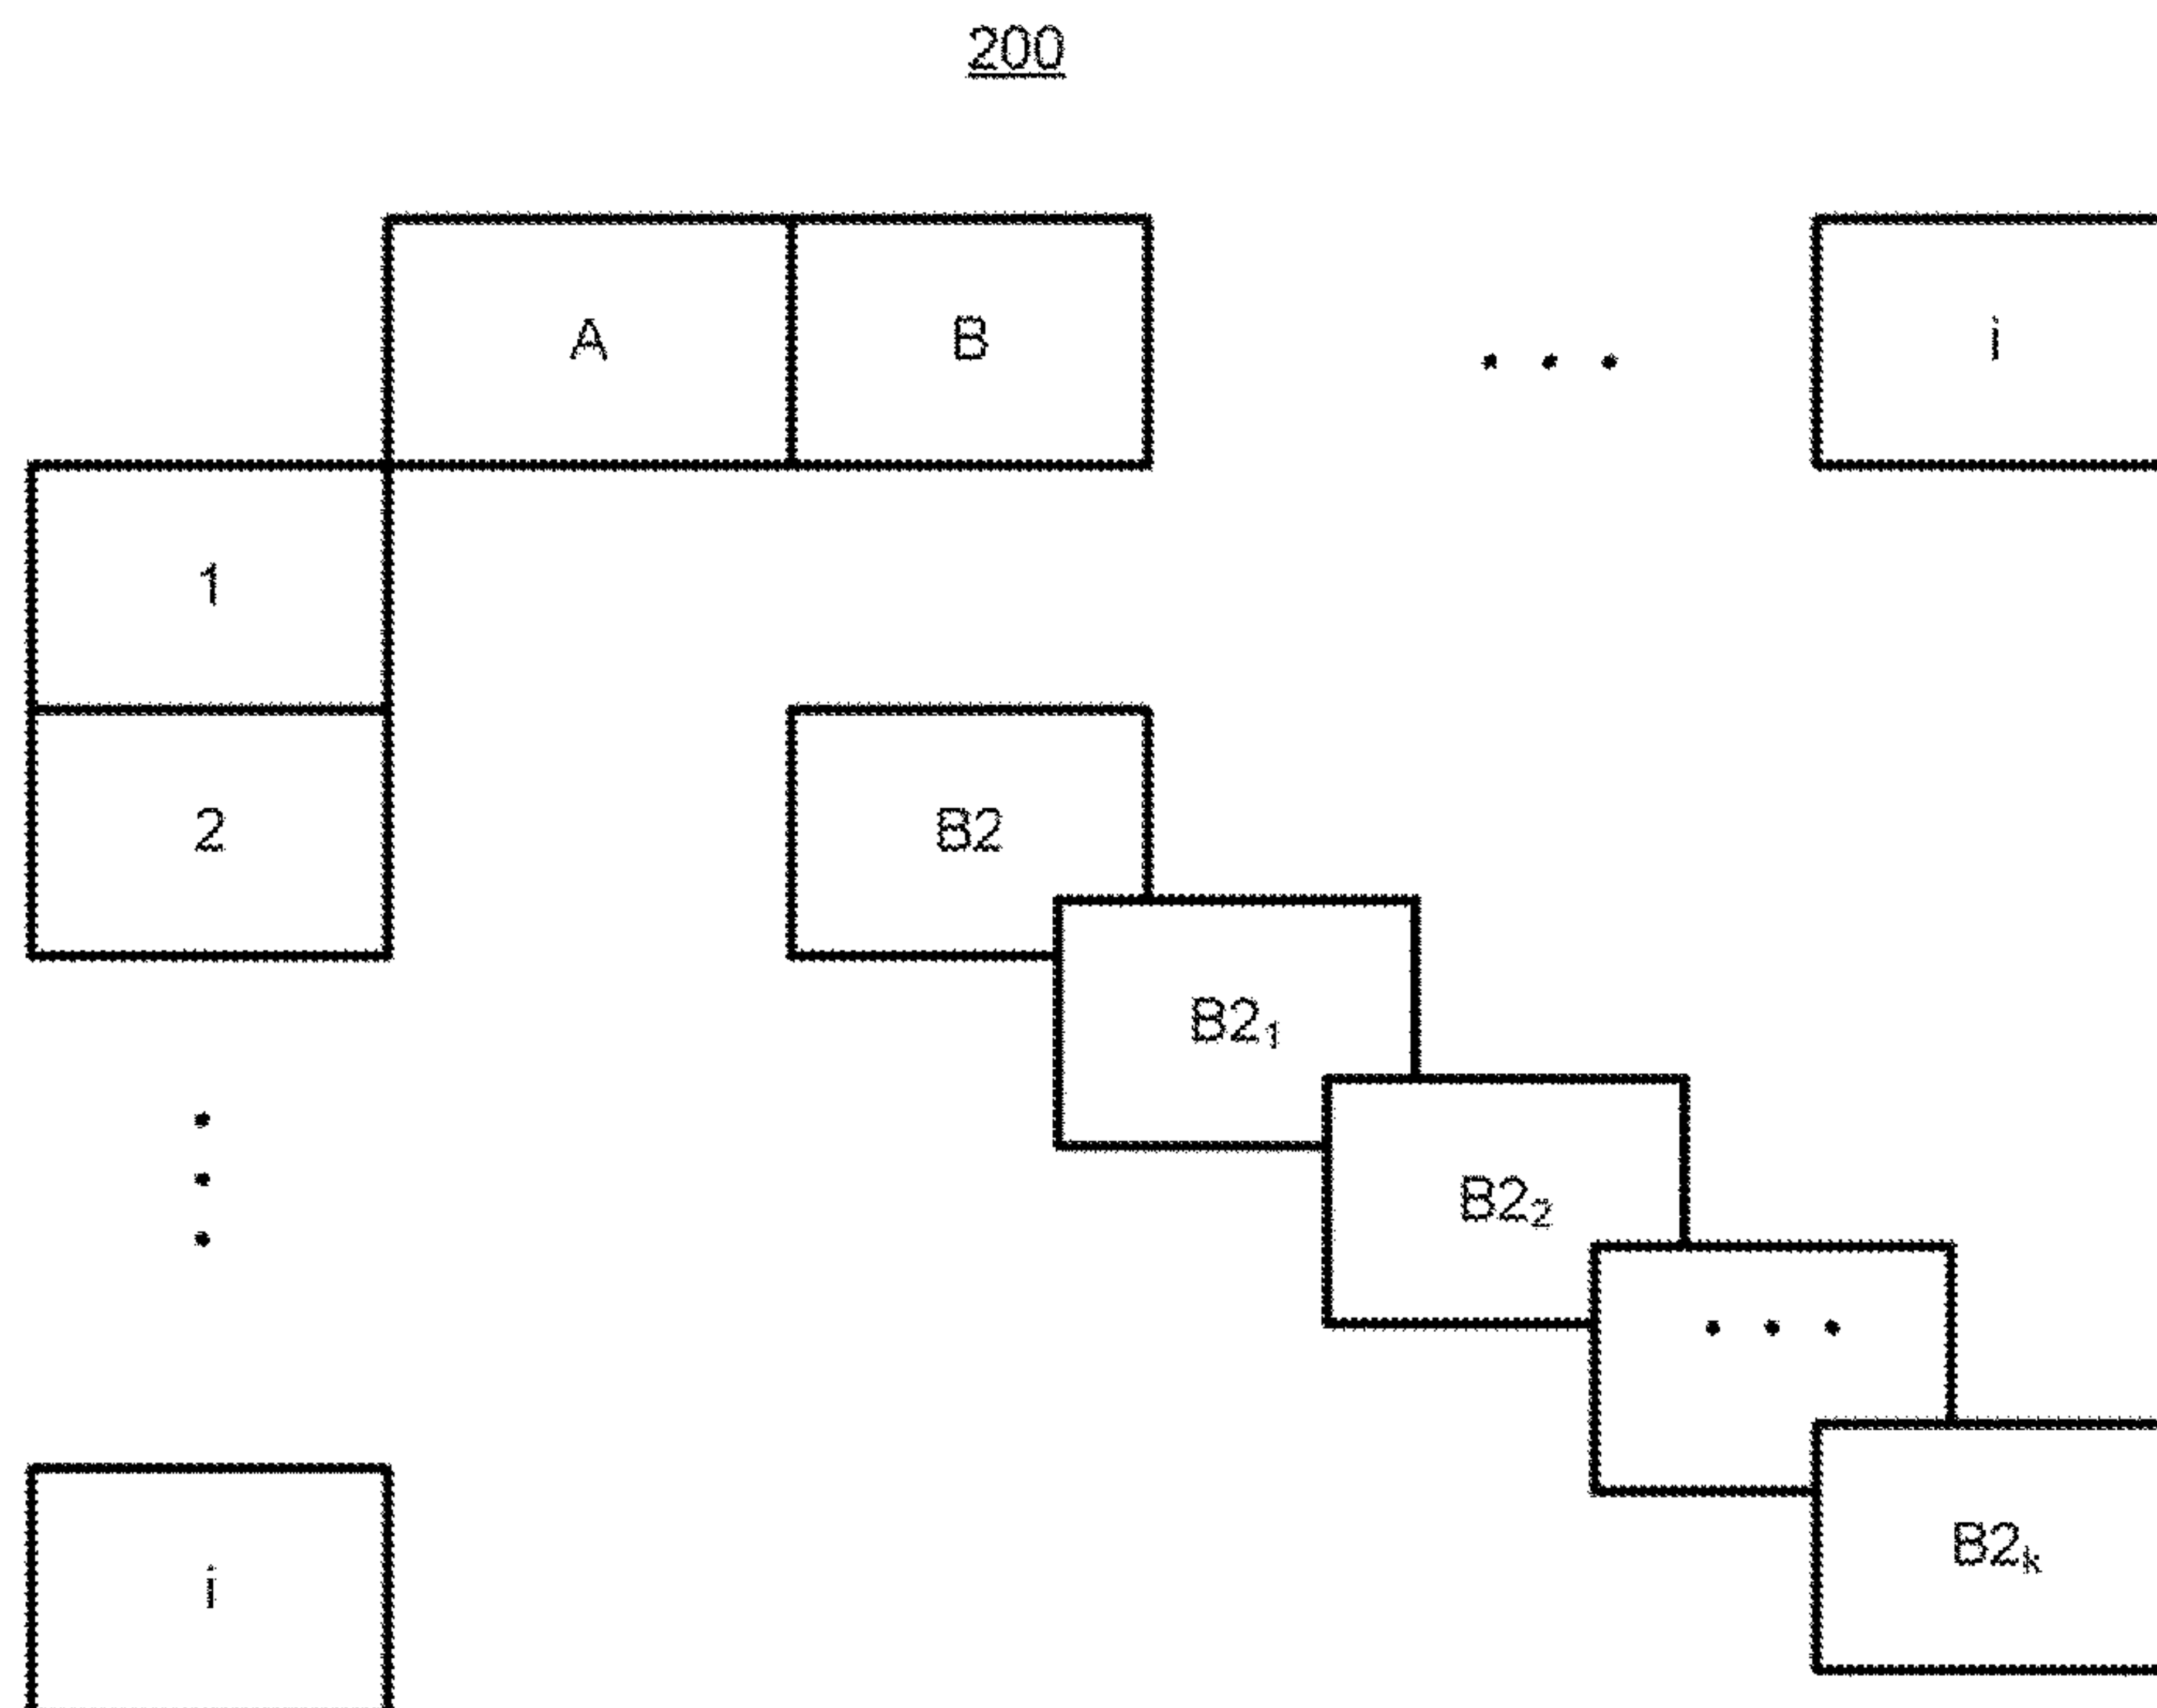 200
A B . . . i
1
2 B2
B2₁
.
.
.
B2₂
. . .
i B2ₖ